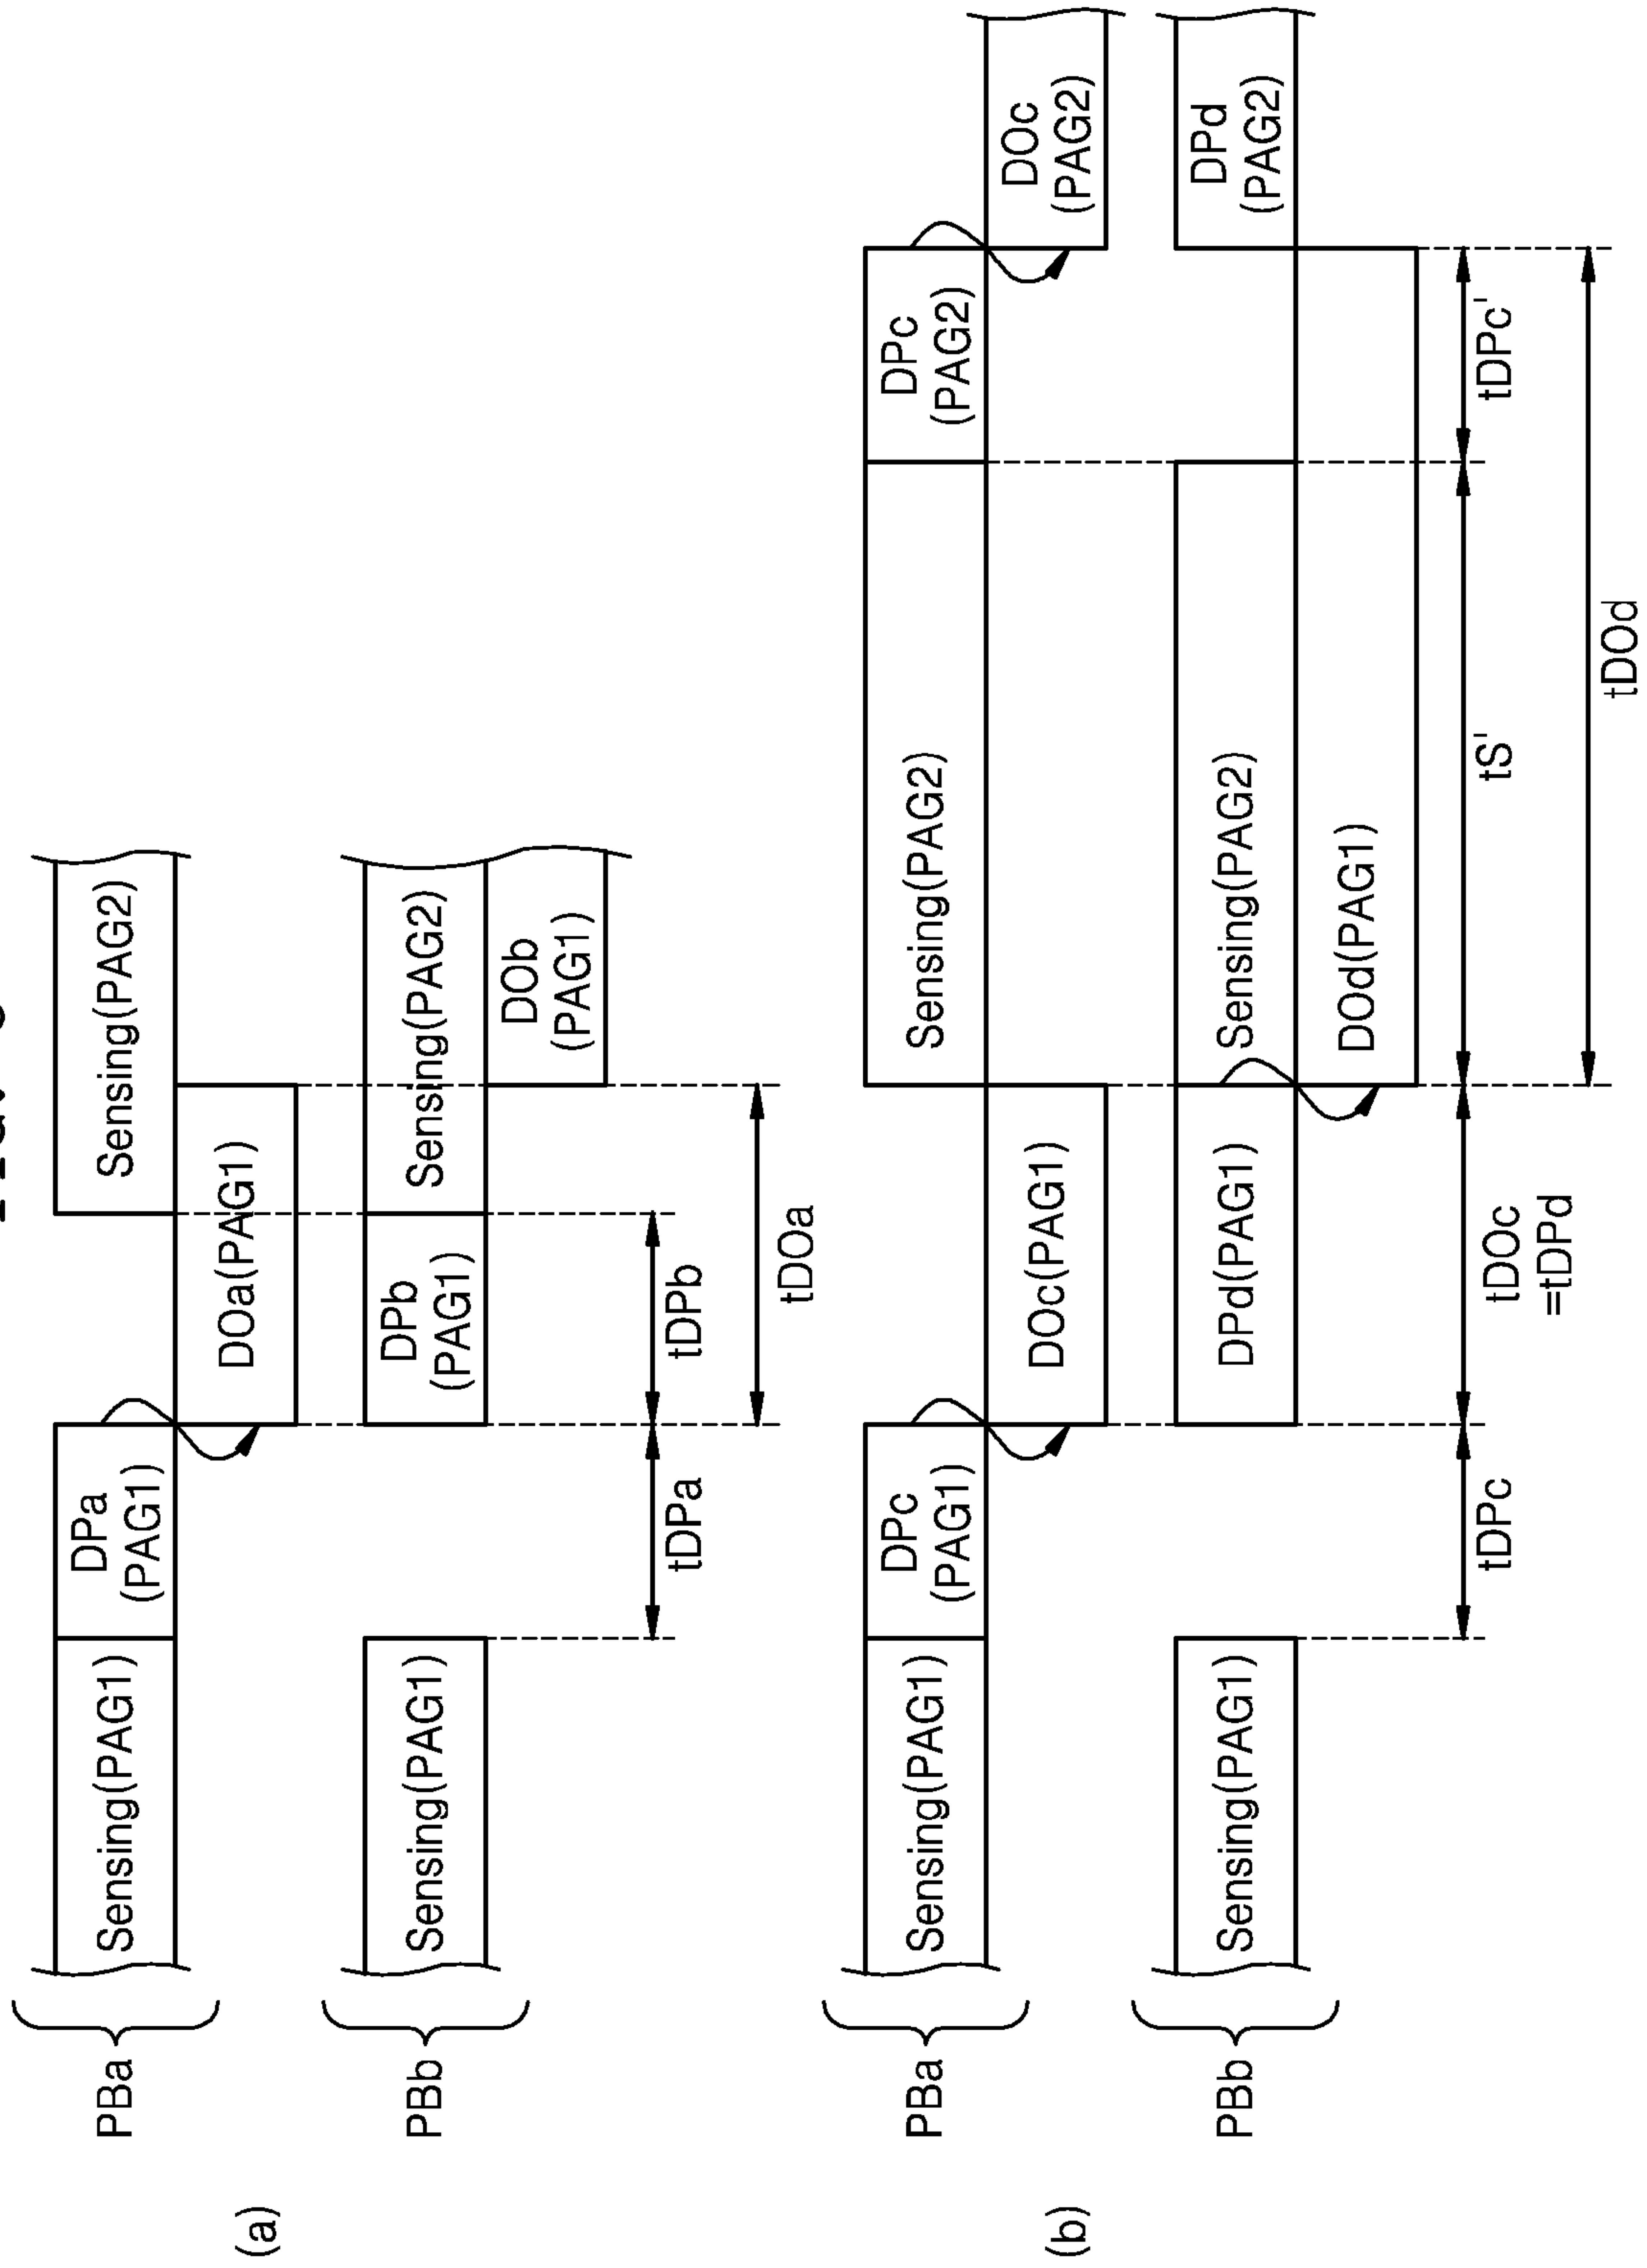 (a)
PBa
Sensing(PAG1)
DPa
(PAG1)
Sensing(PAG2)
DOa(PAG1)
PBb
Sensing(PAG1)
DPb
(PAG1)
Sensing(PAG2)
DOb
(PAG1)
tDPa
tDPb
tDOa
(b)
PBa
Sensing(PAG1)
DPc
(PAG1)
Sensing(PAG2)
DPc
(PAG2)
DOc(PAG1)
DOc
(PAG2)
PBb
Sensing(PAG1)
DPd(PAG1)
Sensing(PAG2)
DPd
(PAG2)
DOd(PAG1)
tDPc
tDOc
=tDPd
tS'
tDPc'
tDOd